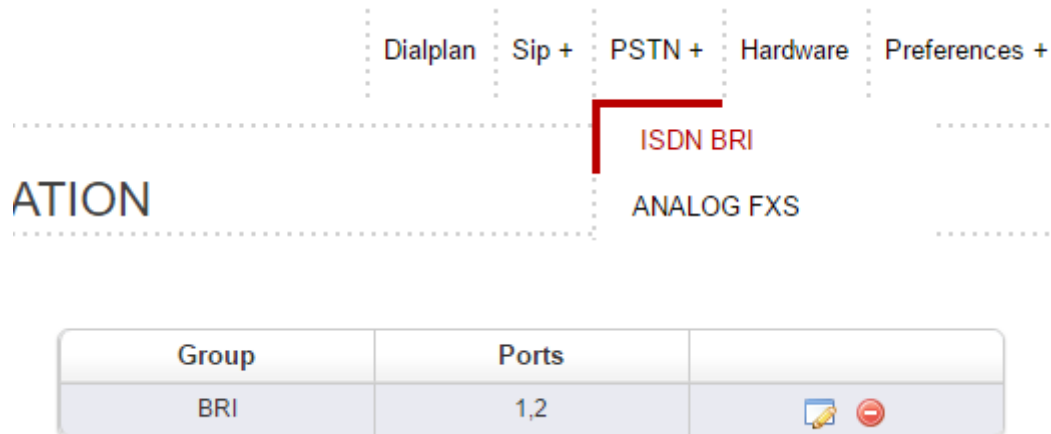 Dialplan Sip + PSTN + Hardware Preferences +
ISDN BRI
ATION
ANALOG FXS
Group Ports
BRI 1,2